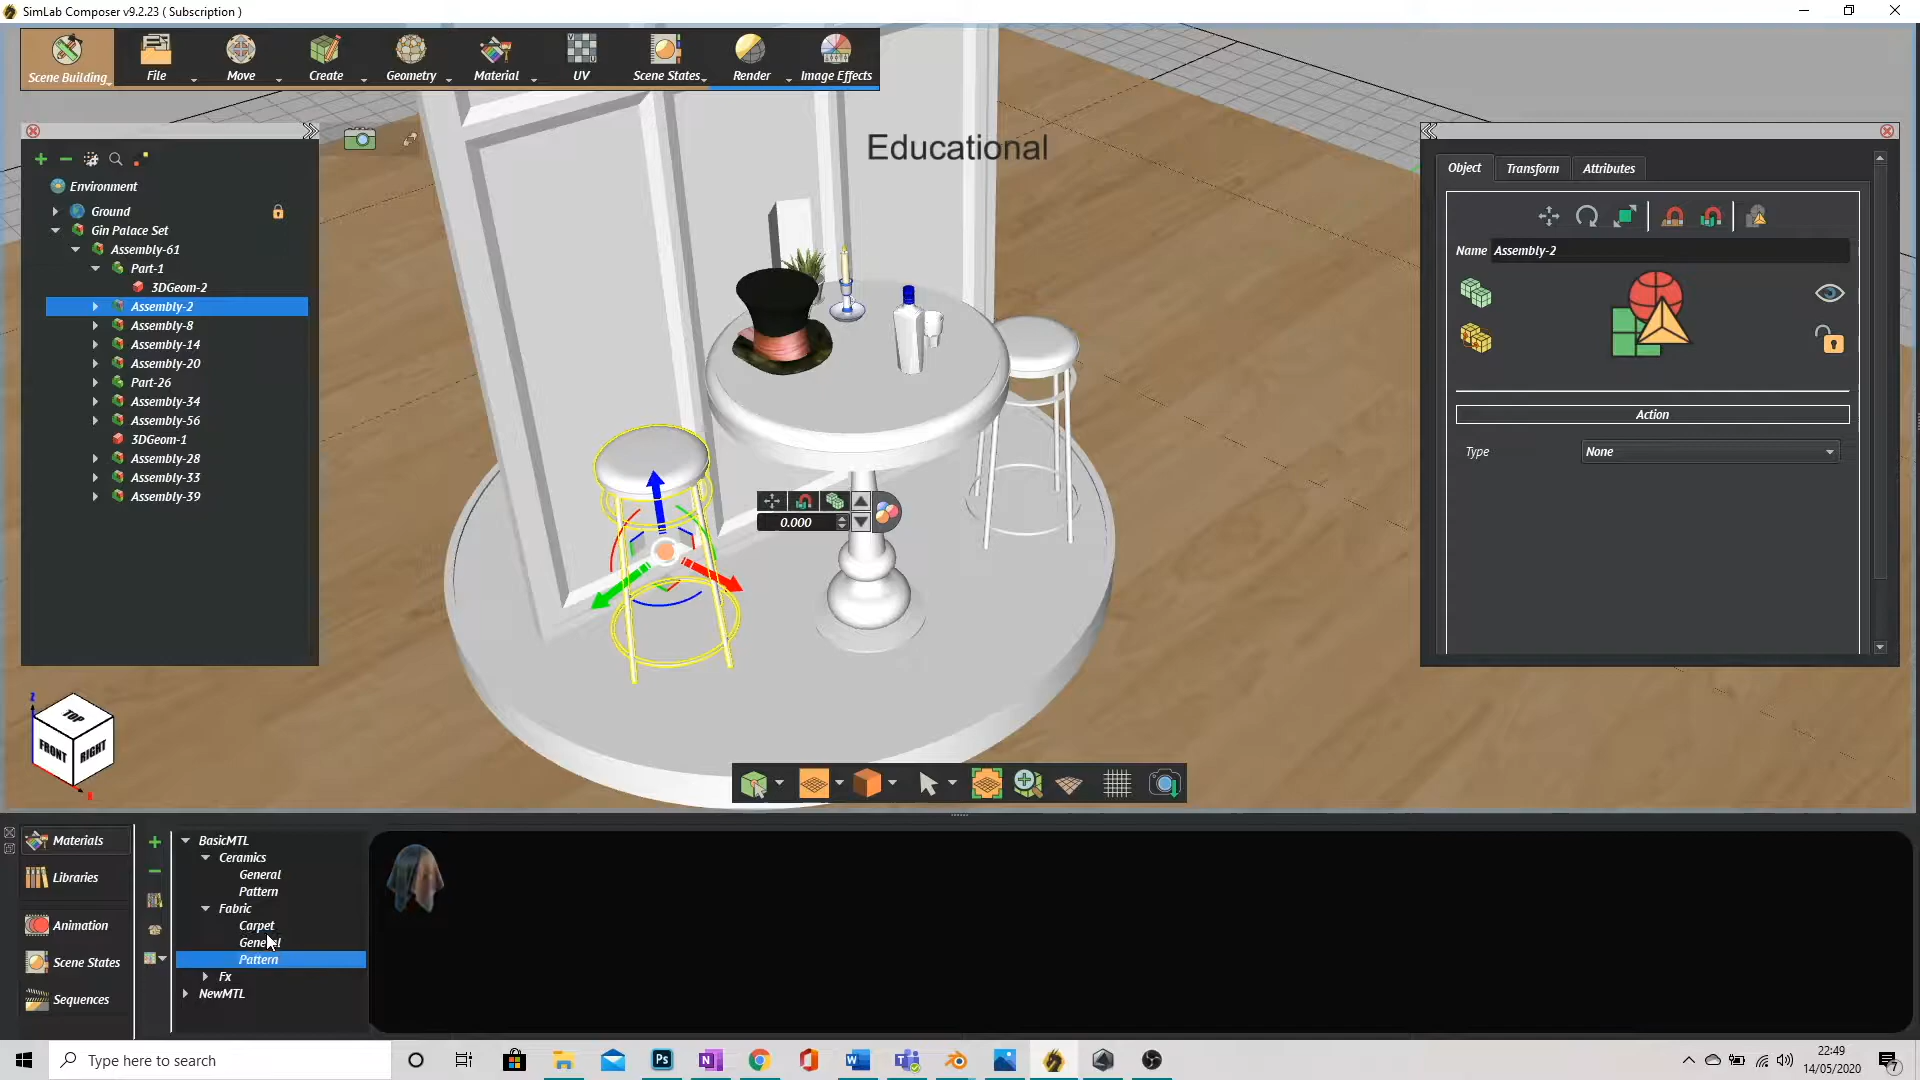 SimLab Composer v9.2.23 ( Subscription )
Scene Building
File
Move
Create
Geometry
Material
UV
Scene States
Render
Image Effects
Educational
Environment
Ground
Gin Palace Set
Assembly-61
Part-1
3DGeom-2
Assembly-2
Assembly-8
Assembly-14
Assembly-20
Part-26
Assembly-34
Assembly-56
3DGeom-1
Assembly-28
Assembly-33
Assembly-39
Object
Transform
Attributes
Name Assembly-2
Action
Type None
0.000
Z
TOP
FRONT
RIGHT
Materials
Libraries
Animation
Scene States
Sequences
BasicMTL
Ceramics
General
Pattern
Fabric
Carpet
General
Pattern
Fx
NewMTL
Type here to search
22:49
14/05/2020
7